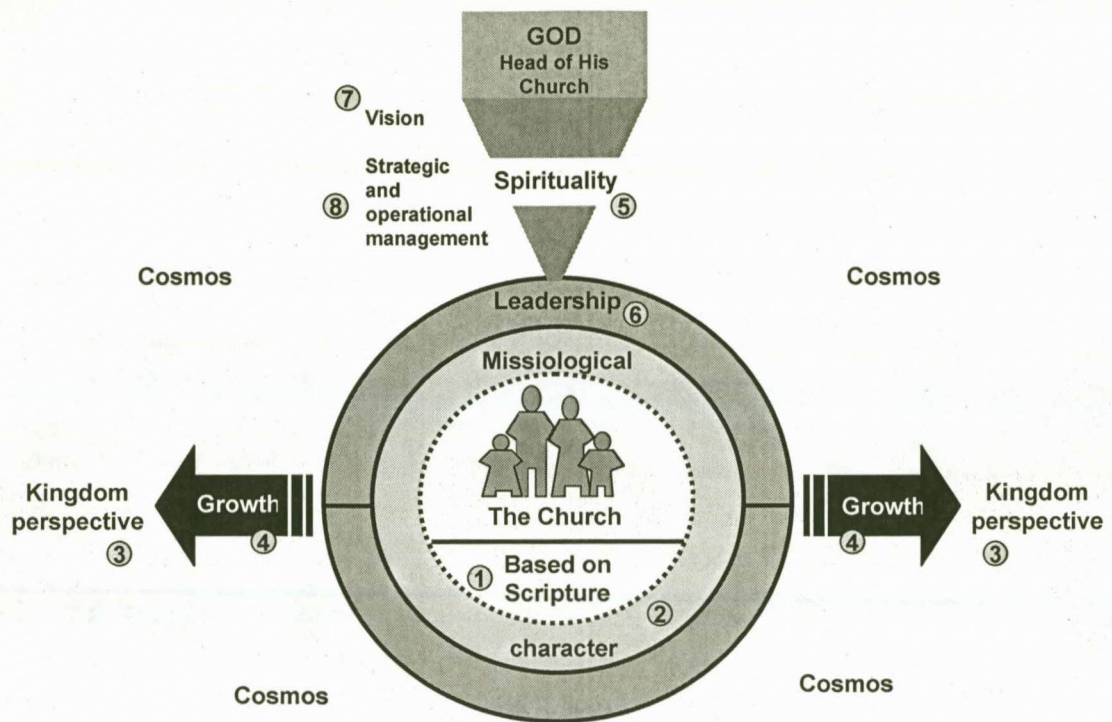 GOD
Head of His
Church
⑦
Vision
Strategic
and
⑧
operational
management
Spirituality
⑤
Cosmos
Cosmos
Leadership
⑥
Missiological
Kingdom
perspective
③
Growth
④
The Church
Growth
④
Kingdom
perspective
③
①
Based on
Scripture
②
character
Cosmos
Cosmos